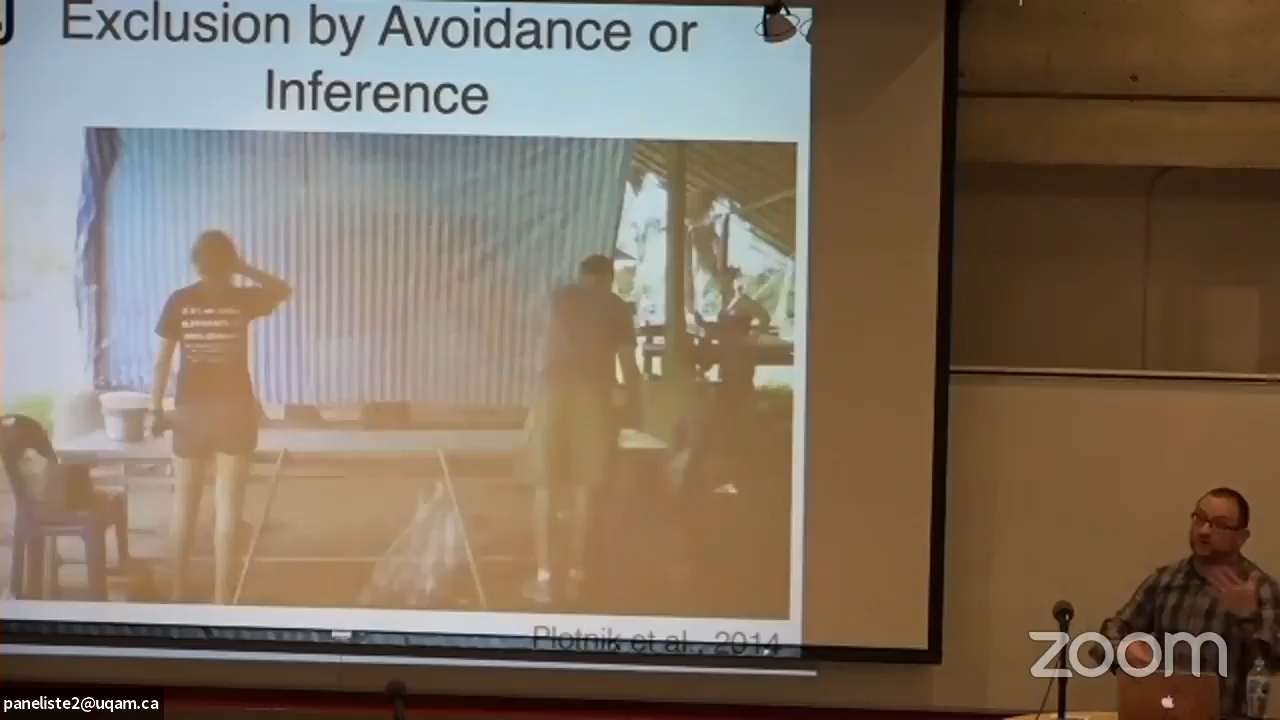 Exclusion by Avoidance or
Inference
Plotnik et al., 2014
zoom
paneliste2@uqam.ca